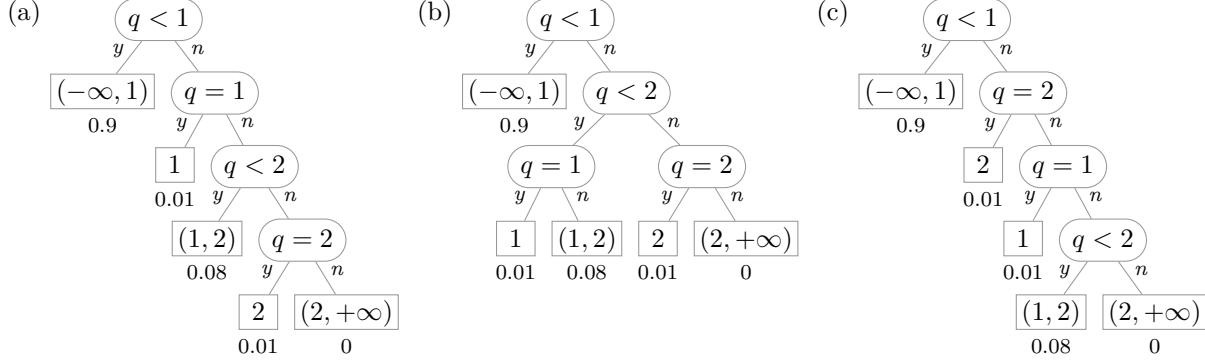 (a)
q < 1
y n
(−∞, 1)
0.9
q = 1
y n
1
0.01
q < 2
y n
(1, 2)
0.08
q = 2
y n
2
0.01
(2, +∞)
0
(b)
q < 1
y n
(−∞, 1)
0.9
q < 2
y n
q = 1
y n
1
0.01
(1, 2)
0.08
q = 2
y n
2
0.01
(2, +∞)
0
(c)
q < 1
y n
(−∞, 1)
0.9
q = 2
y n
2
0.01
q = 1
y n
1
0.01
q < 2
y n
(1, 2)
0.08
(2, +∞)
0